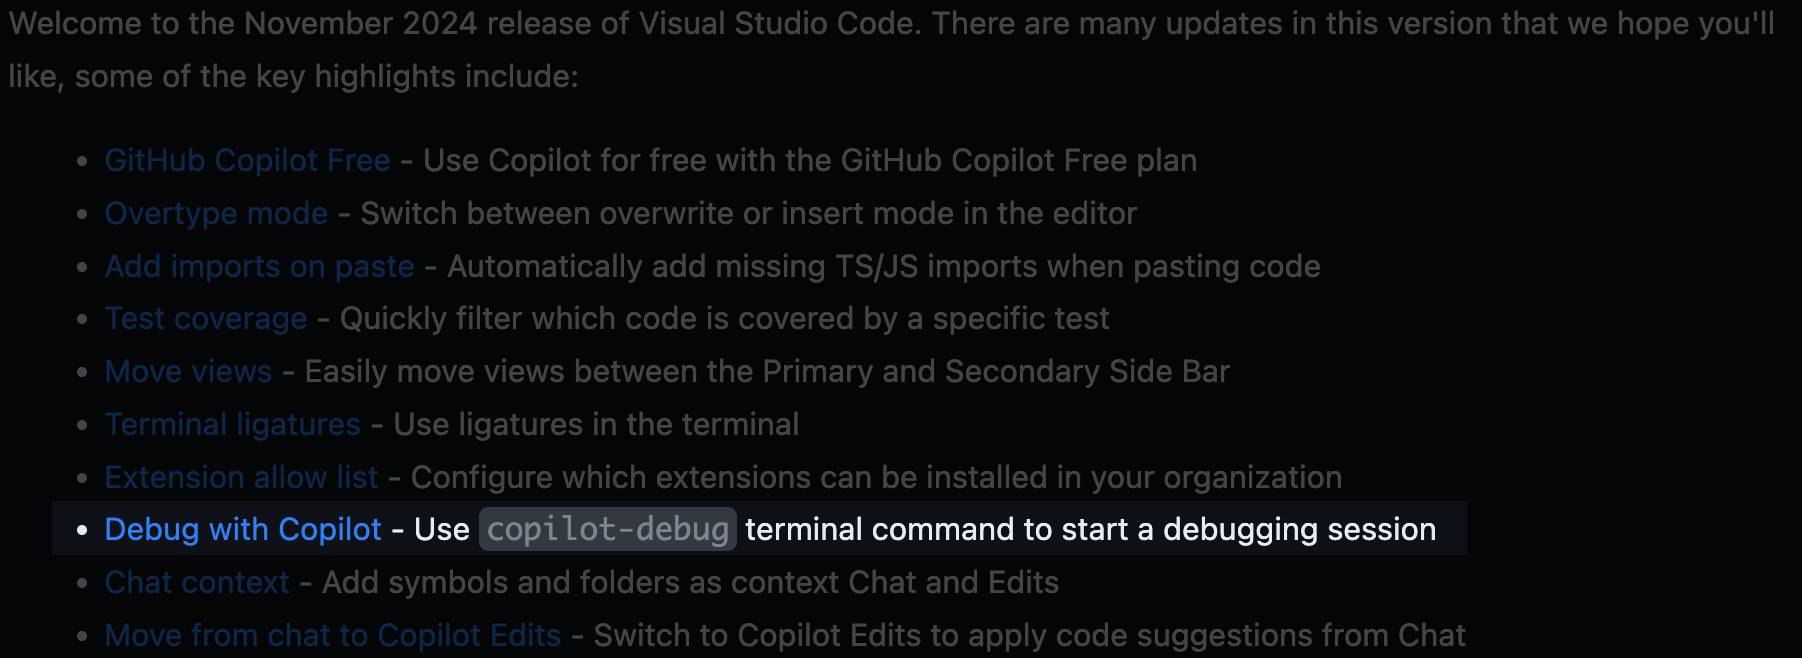 Welcome to the November 2024 release of Visual Studio Code. There are many updates in this version that we hope you'll
like, some of the key highlights include:
• GitHub Copilot Free - Use Copilot for free with the GitHub Copilot Free plan
• Overtype mode - Switch between overwrite or insert mode in the editor
• Add imports on paste - Automatically add missing TS/JS imports when pasting code
• Test coverage - Quickly filter which code is covered by a specific test
• Move views - Easily move views between the Primary and Secondary Side Bar
• Terminal ligatures - Use ligatures in the terminal
• Extension allow list - Configure which extensions can be installed in your organization
• Debug with Copilot - Use copilot-debug terminal command to start a debugging session
• Chat context - Add symbols and folders as context Chat and Edits
• Move from chat to Copilot Edits - Switch to Copilot Edits to apply code suggestions from Chat